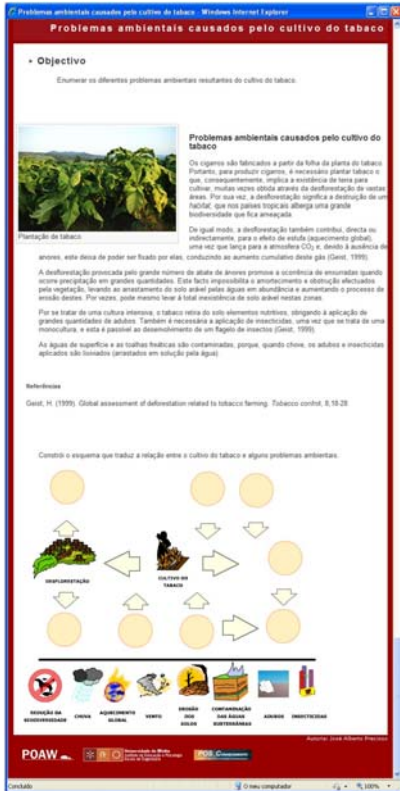 Problemas ambientais causados pelo cultivo do tabaco - Windows Internet Explorer
Problemas ambientais causados pelo cultivo do tabaco
Objectivo
Enumerar os diferentes problemas ambientais resultantes do cultivo do tabaco.
Plantação de tabaco
Problemas ambientais causados pelo cultivo do
tabaco
Os cigarros são fabricados a partir da folha da planta do tabaco.
Portanto, para produzir cigarros, é necessário plantar tabaco o
que, consequentemente, implica a existência de terra para
cultivar, muitas vezes obtida através da desflorestação de vastas
áreas. Por sua vez, a desflorestação significa a destruição de um
habitat, que nos países tropicais alberga uma grande
biodiversidade que fica ameaçada.
De igual modo, a desflorestação também contribui, directa ou
indirectamente, para o efeito de estufa (aquecimento global),
uma vez que lança para a atmosfera CO2 e, devido à ausência de
árvores, este deixa de poder ser fixado por elas, conduzindo ao aumento cumulativo deste gás (Geist, 1999).
A desflorestação provocada pelo grande número de abate de árvores promove a ocorrência de enxurradas quando
ocorre precipitação em grandes quantidades. Este facto impossibilita o amortecimento e obstrução efectuados
pela vegetação, levando ao arrastamento do solo arável pelas águas em abundância e aumentando o processo de
erosão destes. Por vezes, pode mesmo levar à total inexistência do solo arável nestas zonas.
Por se tratar de uma cultura intensiva, o tabaco retira do solo elementos nutritivos, obrigando à aplicação de
grandes quantidades de adubos. Também é necessária a aplicação de insecticidas, uma vez que se trata de uma
monocultura, e esta é passível ao desenvolvimento de um flagelo de insectos (Geist, 1999).
As águas de superfície e as toalhas freáticas são contaminadas, porque, quando chove, os adubos e insecticidas
aplicados são lixiviados (arrastados em solução pela água).
Referências
Geist, H. (1999). Global assessment of deforestation related to tobacco farming. Tobacco control, 8,18-28.
Constrói o esquema que traduz a relação entre o cultivo do tabaco e alguns problemas ambientais.
DESFLORESTAÇÃO
CULTIVO DO
TABACO
REDUÇÃO DA
BIODIVERSIDADE
CHUVA
AQUECIMENTO
GLOBAL
VENTO
EROSÃO
DOS
SOLOS
CONTAMINAÇÃO
DAS ÁGUAS
SUBTERRÂNEAS
ADUBOS
INSECTICIDAS
Autoria: José Alberto Precioso
POAW
Universidade do Minho
Concluído
O meu computador
100%